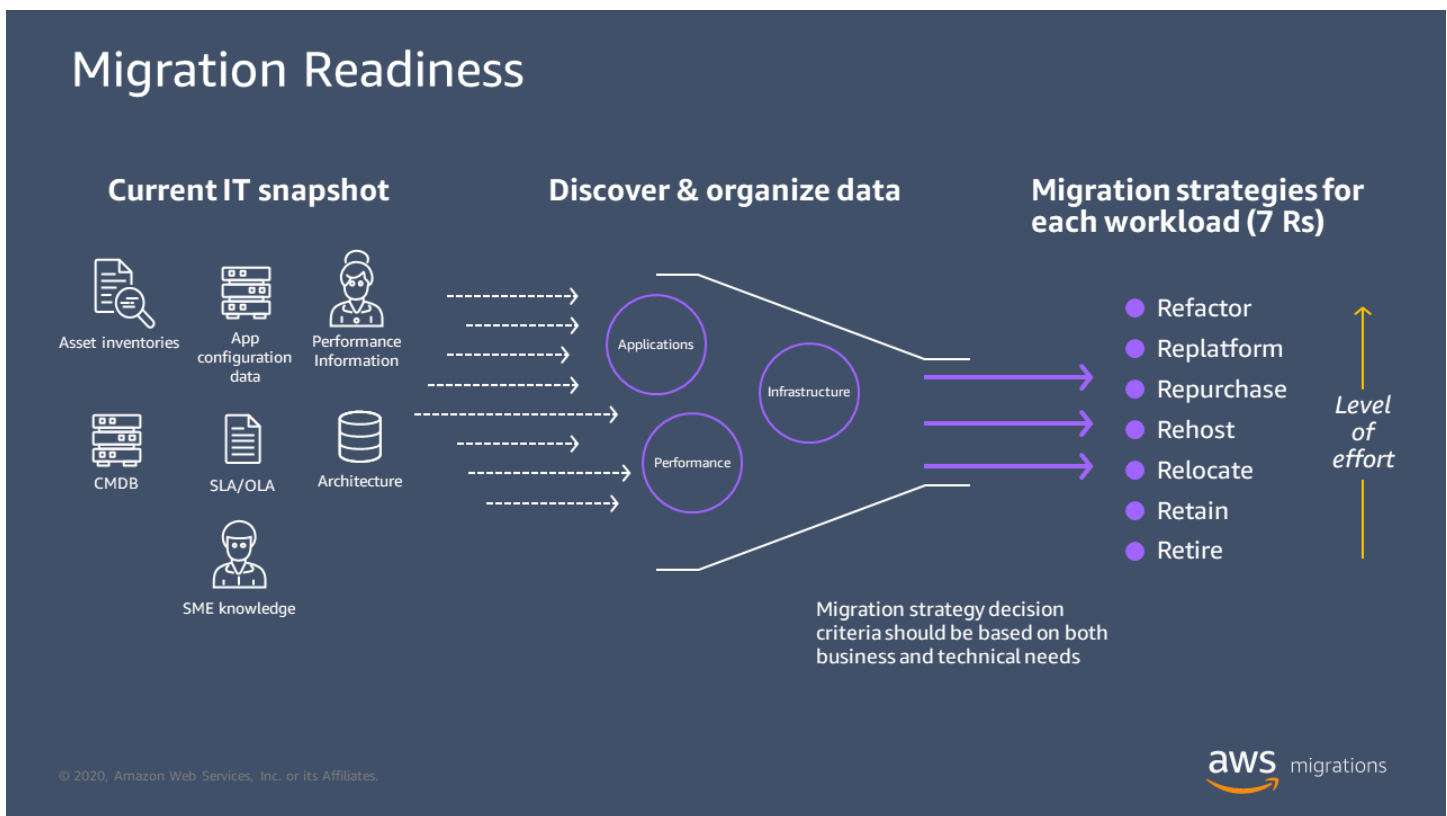 Migration Readiness
Current IT snapshot
Asset inventories
App
configuration
data
Performance
Information
CMDB
SLA/OLA
Architecture
SME knowledge
Discover & organize data
Applications
Infrastructure
Performance
Migration strategies for
each workload (7 Rs)
Refactor
Replatform
Repurchase
Rehost
Relocate
Retain
Retire
Level
of
effort
Migration strategy decision
criteria should be based on both
business and technical needs
© 2020, Amazon Web Services, Inc. or its Affiliates.
aws migrations